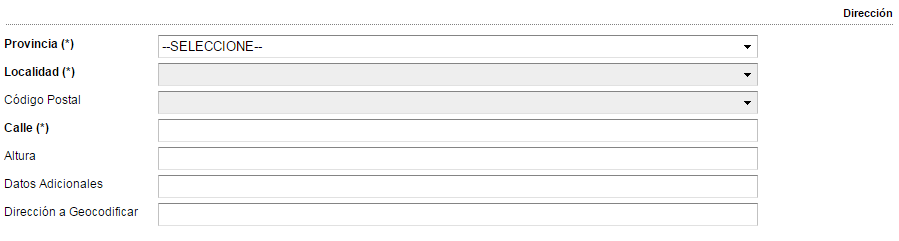 Dirección
Provincia (*) --SELECCIONE--
Localidad (*)
Código Postal
Calle (*)
Altura
Datos Adicionales
Dirección a Geocodificar